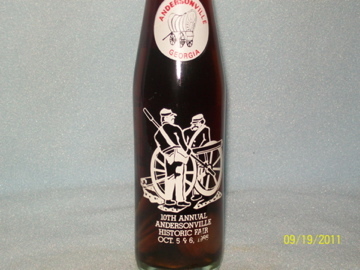 ANDERSONVILLE
GEORGIA
10TH ANNUAL
ANDERSONVILLE
HISTORIC FAIR
OCT. 5 & 6,
09/19/2011